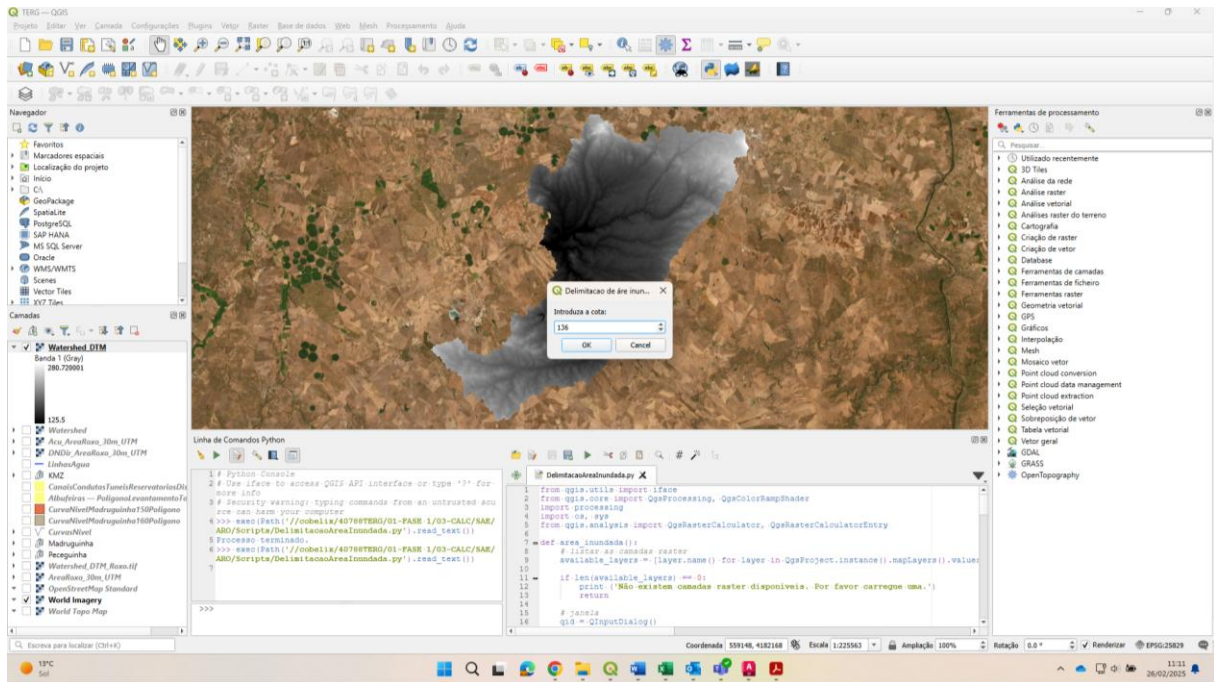 TERG — QGIS
Projeto Editar Ver Camada Configurações Plugins Vetor Raster Base de dados Web Mesh Processamento Ajuda
Navegador
Favoritos
Marcadores espaciais
Localização do projeto
Início
C:\
GeoPackage
SpatiaLite
PostgreSQL
SAP HANA
MS SQL Server
Oracle
WMS/WMTS
Scenes
Vector Tiles
XYZ Tiles
Camadas
Watershed_DTM
Banda 1 (Gray)
280.720001
125.5
Watershed
Acu_AreaRoxo_30m_UTM
DNDir_AreaRoxo_30m_UTM
LinhasAgua
KMZ
CanaisCondutasTuneisReservatoriosDis
Albufeiras — PoligonoLevantamentoTo
CurvaNivelMadruguinha150Poligono
CurvaNivelMadruguinha160Poligono
CurvasNivel
Madruguinha
Peceguinha
Watershed_DTM_Roxo.tif
AreaRoxo_30m_UTM
OpenStreetMap Standard
World Imagery
World Topo Map
Delimitacao de áre inun...
Introduza a cota:
136
OK Cancel
Linha de Comandos Python
1 # Python Console
2 # Use iface to access QGIS API interface or type '?' for
more info
3 # Security warning: typing commands from an untrusted sou
rce can harm your computer
4 >>> exec(Path('//cobelix/40788TERG/01-FASE 1/03-CALC/SAE/
ARO/Scripts/DelimitacaoAreaInundada.py').read_text())
5 Processo terminado.
6 >>> exec(Path('//cobelix/40788TERG/01-FASE 1/03-CALC/SAE/
ARO/Scripts/DelimitacaoAreaInundada.py').read_text())
7
>>>
DelimitacaoAreaInundada.py
1 from qgis.utils import iface
2 from qgis.core import QgsProcessing, QgsColorRampShader
3 import processing
4 import os, sys
5 from qgis.analysis import QgsRasterCalculator, QgsRasterCalculatorEntry
6
7 def area_inundada():
8 # listar as camadas raster
9 available_layers = [layer.name() for layer in QgsProject.instance().mapLayers().values
10
11 if len(available_layers) == 0:
12 print ('Não existem camadas raster disponíveis. Por favor carregue uma.')
13 return
14
15 # janela
16 qid = QInputDialog()
Ferramentas de processamento
Pesquisar...
Utilizado recentemente
3D Tiles
Análise da rede
Análise raster
Análise vetorial
Análises raster do terreno
Cartografia
Criação de raster
Criação de vetor
Database
Ferramentas de camadas
Ferramentas de ficheiro
Ferramentas raster
Geometria vetorial
GPS
Gráficos
Interpolação
Mesh
Mosaico vetor
Point cloud conversion
Point cloud data management
Point cloud extraction
Seleção vetorial
Sobreposição de vetor
Tabela vetorial
Vetor geral
GDAL
GRASS
OpenTopography
Escreva para localizar (Ctrl+K)
Coordenada 559148, 4182168 Escala 1:225563 Ampliação 100% Rotação 0.0 ° Renderizar EPSG:25829
13°C
Sol
11:11
26/02/2025